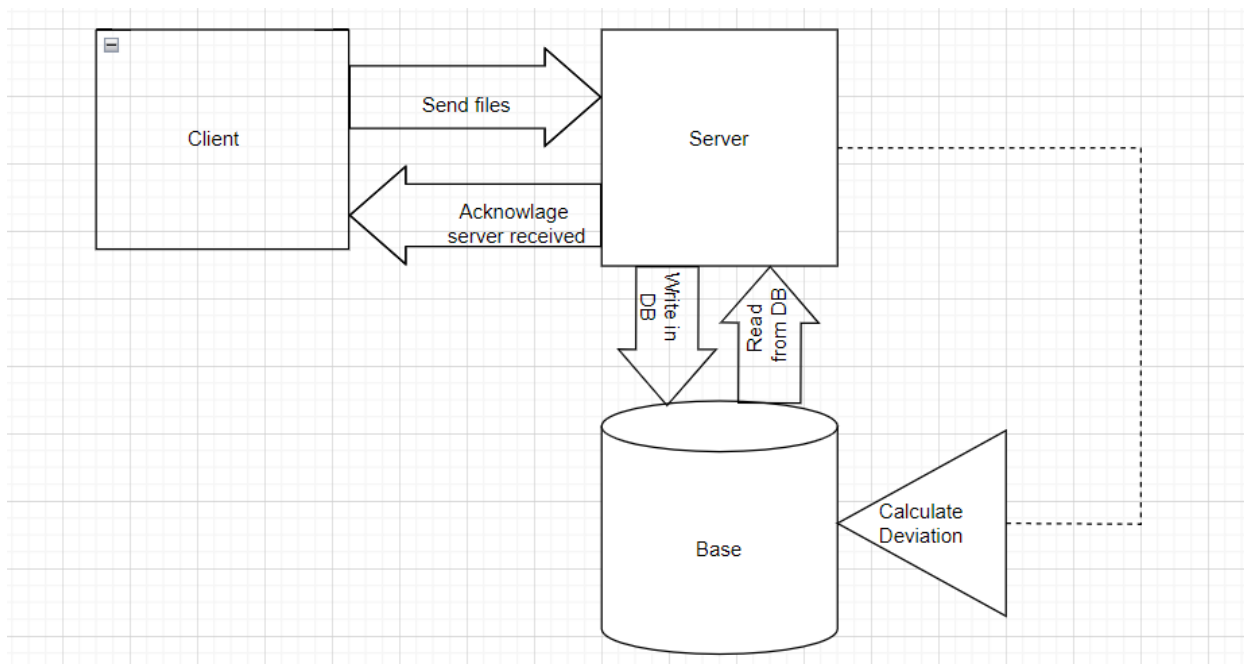 Client
Send files
Server
Acknowlage
server received
Write in
DB
Read
from DB
Base
Calculate
Deviation